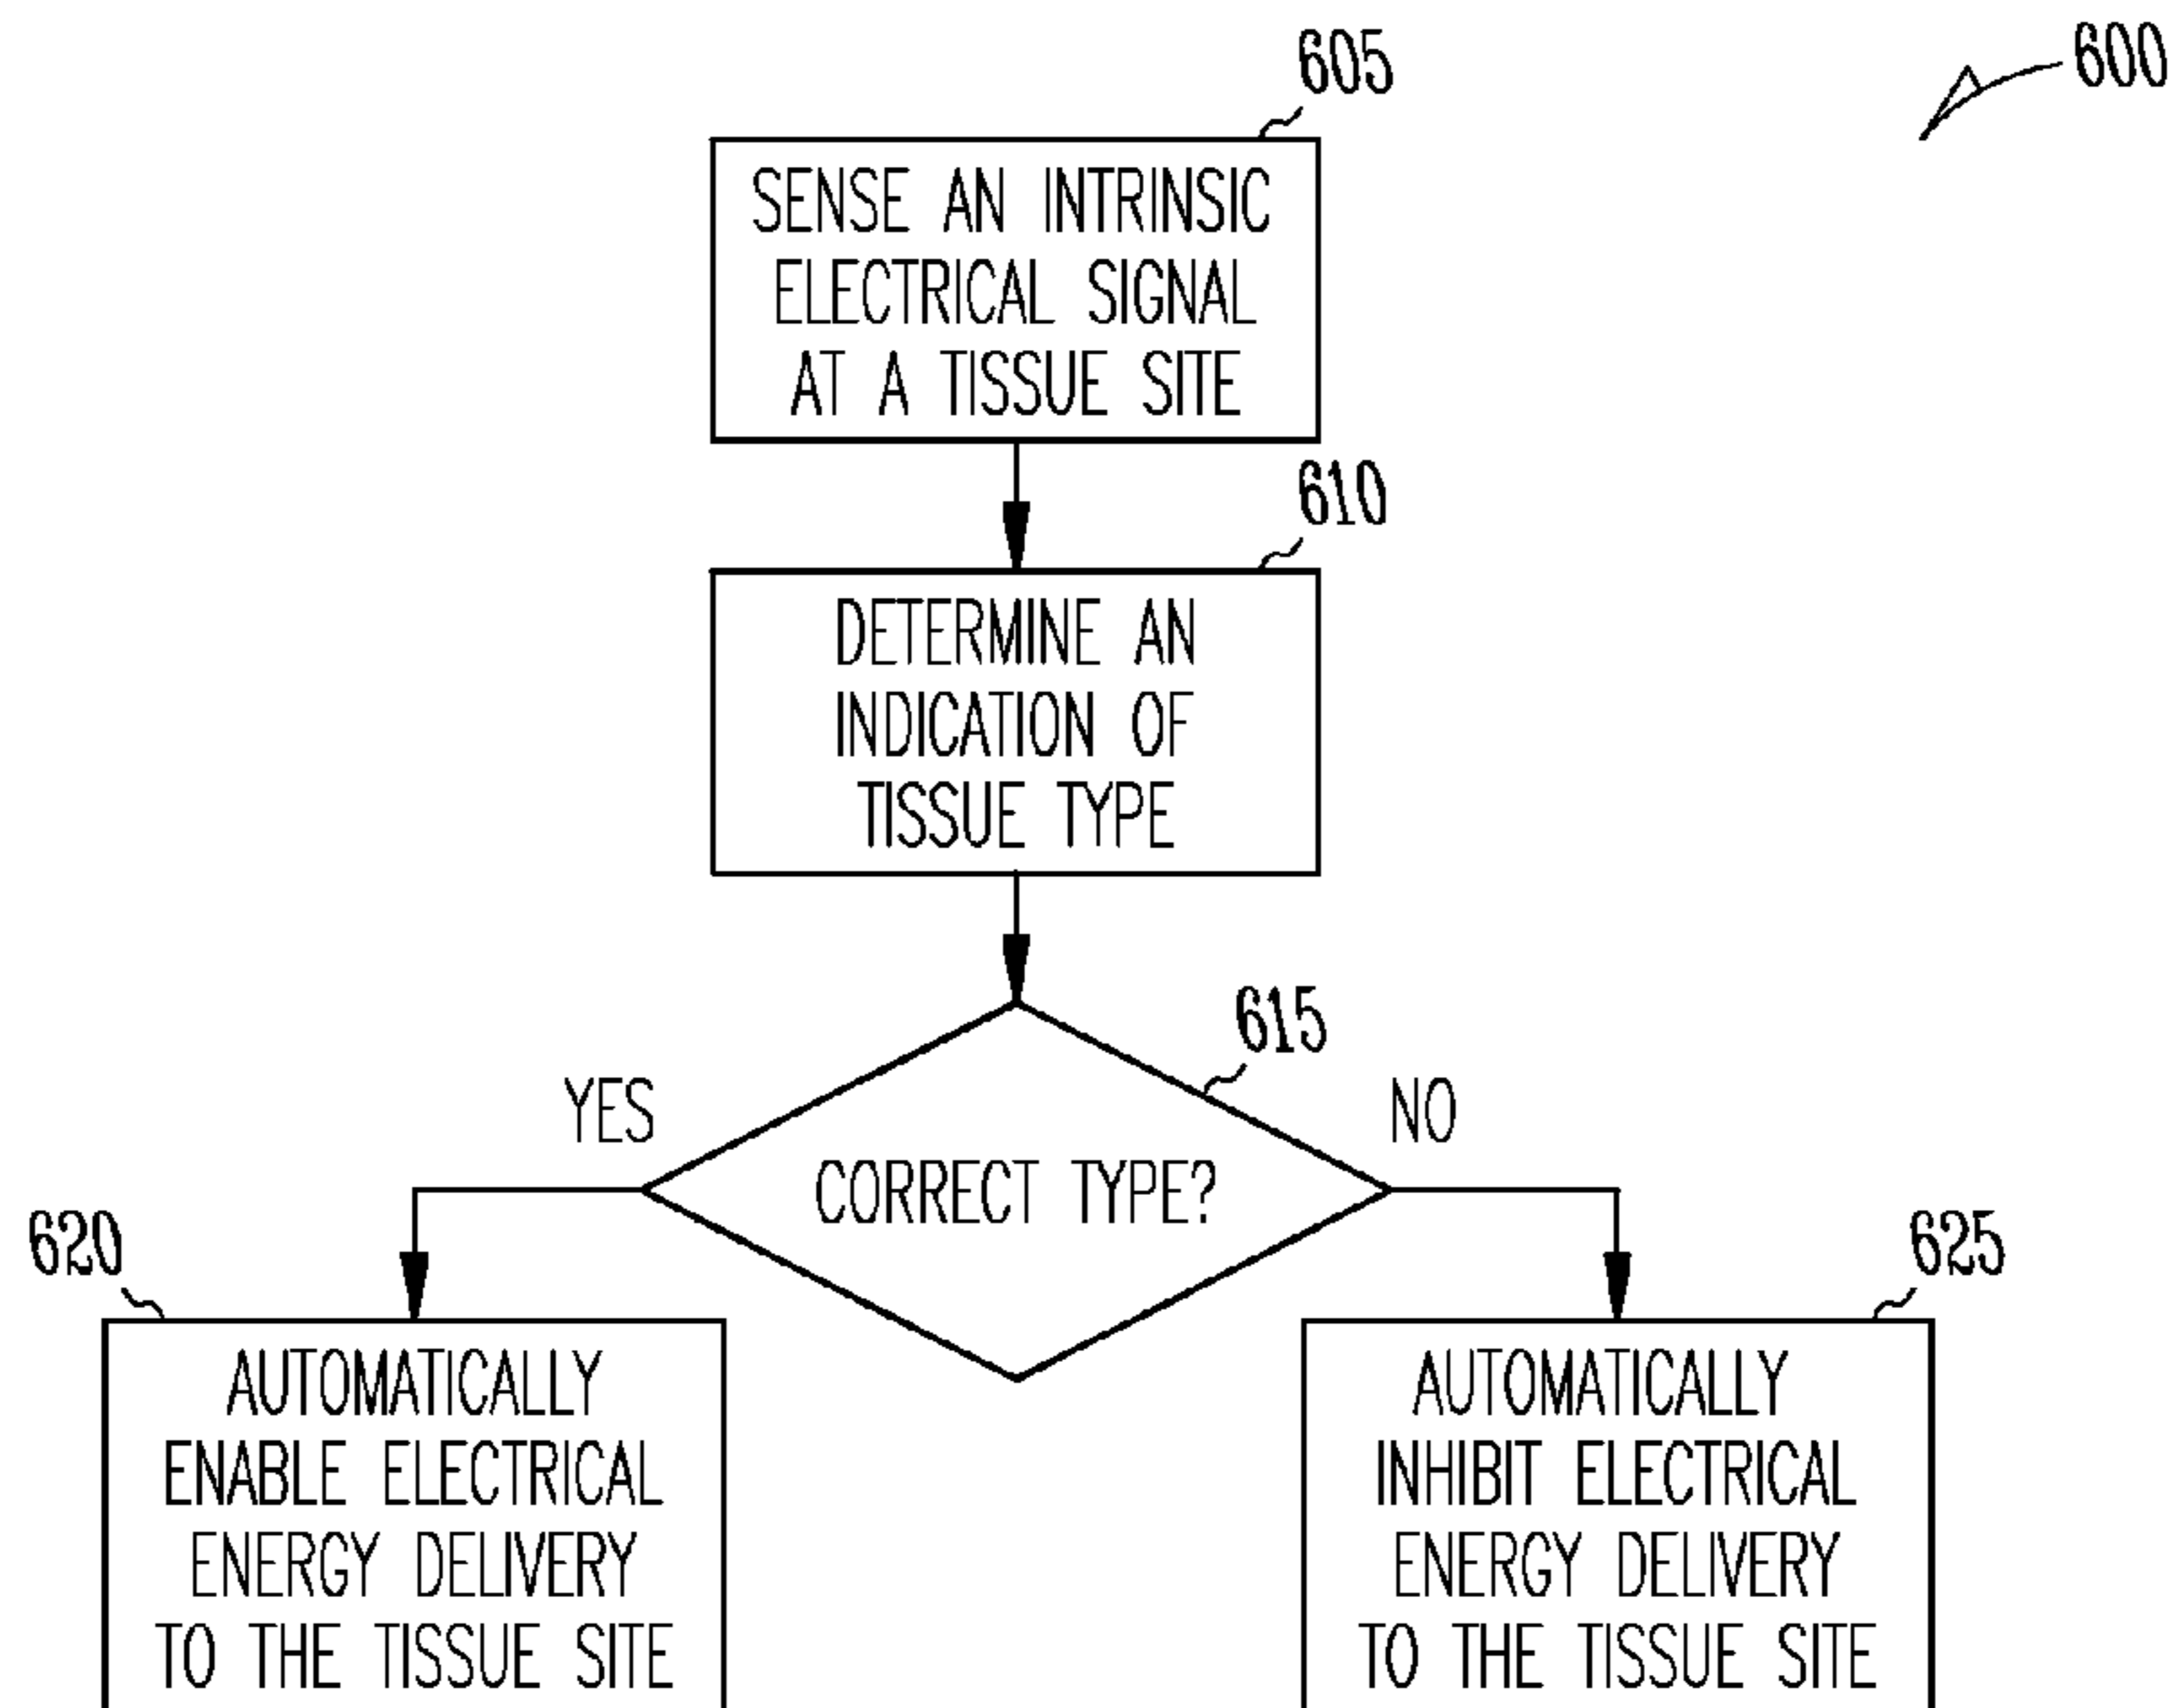 605
600
SENSE AN INTRINSIC
ELECTRICAL SIGNAL
AT A TISSUE SITE
610
DETERMINE AN
INDICATION OF
TISSUE TYPE
615
YES
NO
CORRECT TYPE?
620
625
AUTOMATICALLY
ENABLE ELECTRICAL
ENERGY DELIVERY
TO THE TISSUE SITE
AUTOMATICALLY
INHIBIT ELECTRICAL
ENERGY DELIVERY
TO THE TISSUE SITE